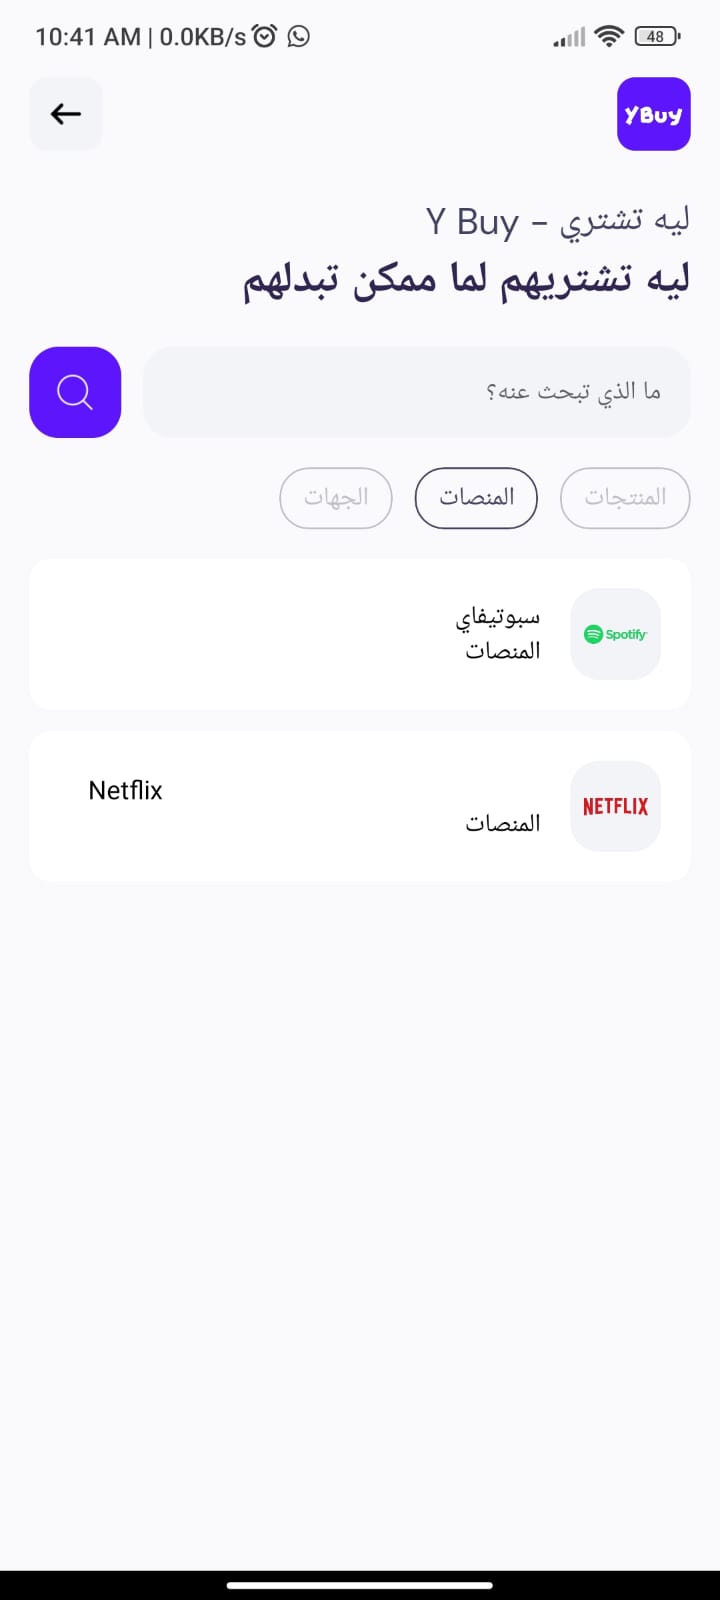 10:41 AM | 0.0KB/s 48
YBuy
ليه تشتري - Y Buy
ليه تشتريهم لما ممكن تبدلهم
ما الذي تبحث عنه؟
المنتجات المنصات الجهات
Spotify
سبوتيفاي
المنصات
NETFLIX
Netflix
المنصات